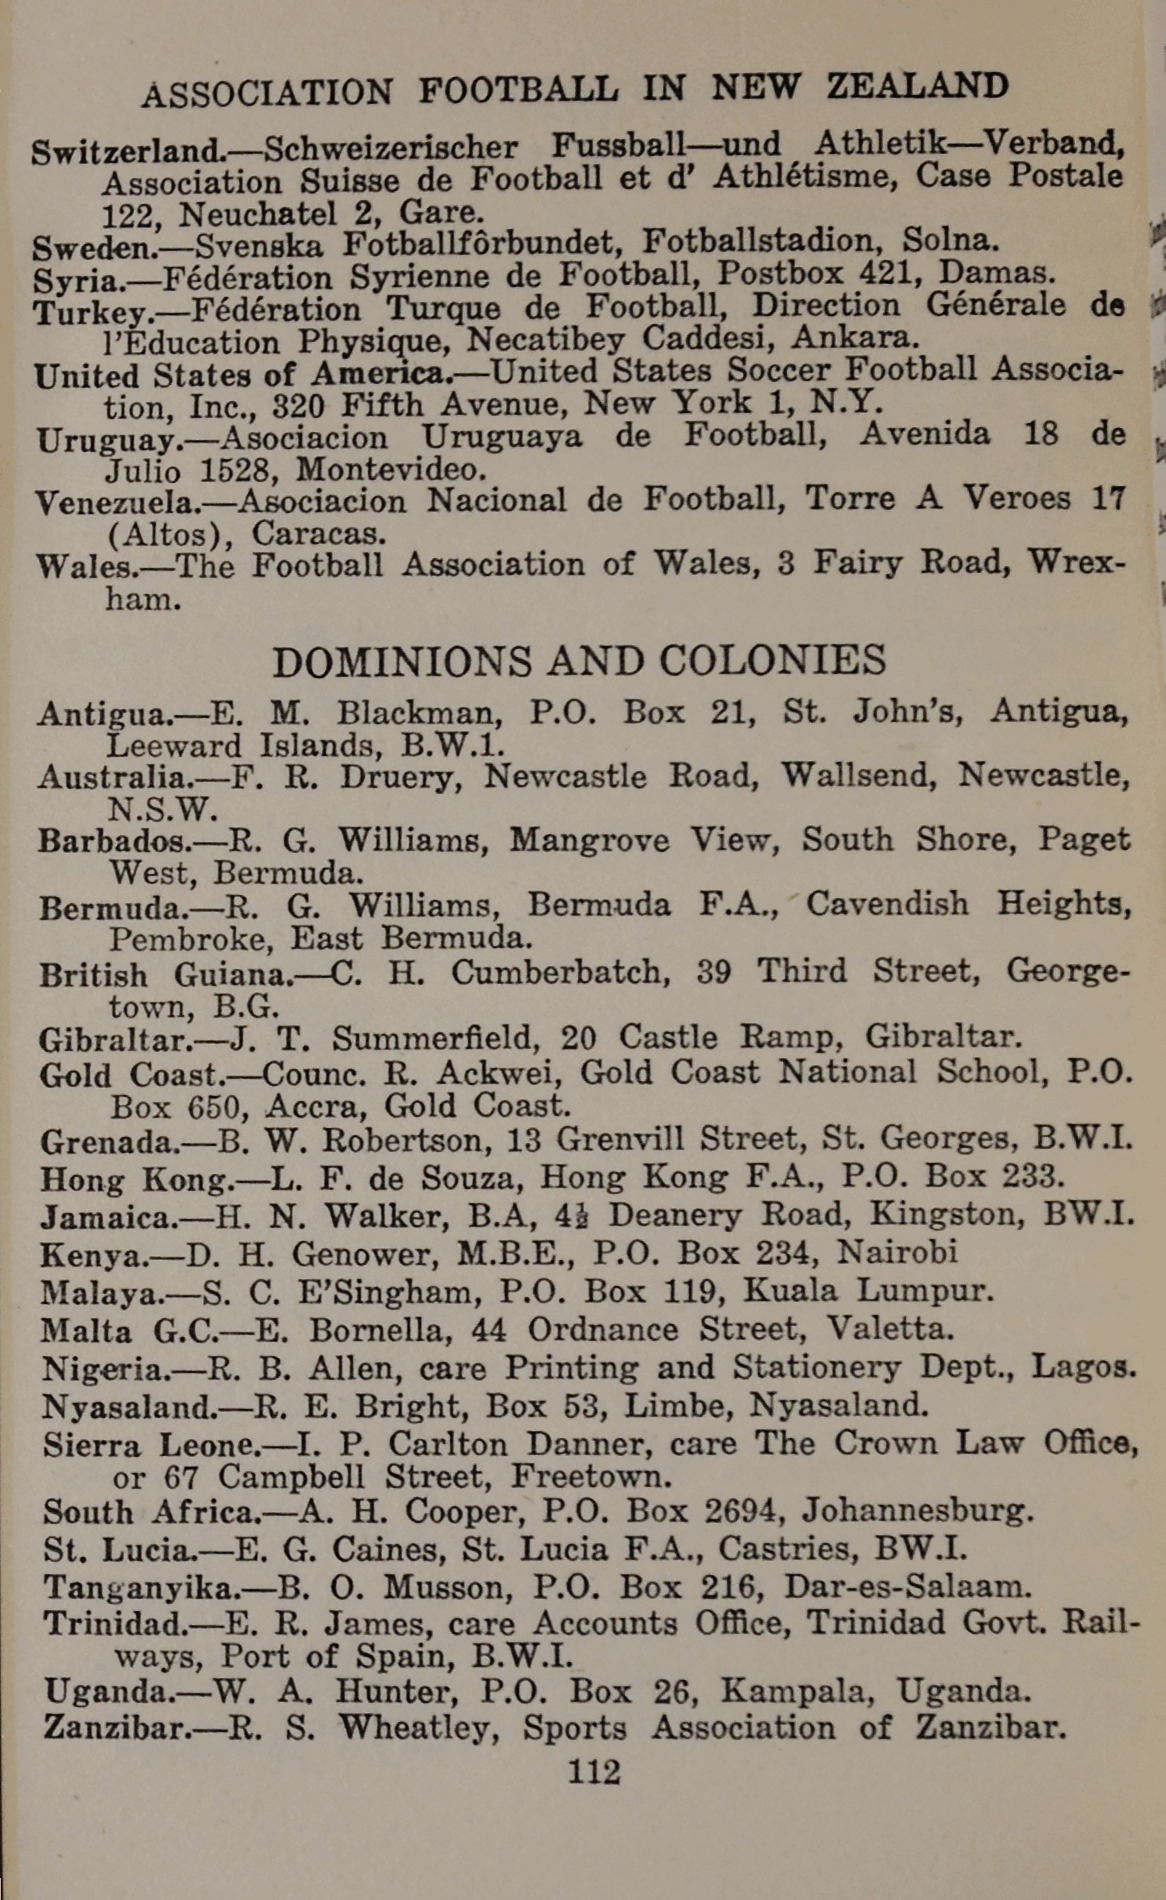 ASSOCIATION FOOTBALL IN NEW ZEALAND
Switzerland.—Schweizerischer Fussball—und Athletik—Verband,
Association Suisse de Football et d' Athlétisme, Case Postale
122, Neuchatel 2, Gare.
Sweden.—Svenska Fotballfôrbundet, Fotballstadion, Solna.
Syria.—Fédération Syrienne de Football, Postbox 421, Damas.
Turkey.—Fédération Turque de Football, Direction Générale de
l'Education Physique, Necatibey Caddesi, Ankara.
United States of America.—United States Soccer Football Associa-
tion, Inc., 320 Fifth Avenue, New York 1, N.Y.
Uruguay.—Asociacion Uruguaya de Football, Avenida 18 de
Julio 1528, Montevideo.
Venezuela.—Asociacion Nacional de Football, Torre A Veroes 17
(Altos), Caracas.
Wales.—The Football Association of Wales, 3 Fairy Road, Wrex-
ham.
DOMINIONS AND COLONIES
Antigua.—E. M. Blackman, P.O. Box 21, St. John's, Antigua,
Leeward Islands, B.W.1.
Australia.—F. R. Druery, Newcastle Road, Wallsend, Newcastle,
N.S.W.
Barbados.—R. G. Williams, Mangrove View, South Shore, Paget
West, Bermuda.
Bermuda.—R. G. Williams, Bermuda F.A., Cavendish Heights,
Pembroke, East Bermuda.
British Guiana.—C. H. Cumberbatch, 39 Third Street, George-
town, B.G.
Gibraltar.—J. T. Summerfield, 20 Castle Ramp, Gibraltar.
Gold Coast.—Counc. R. Ackwei, Gold Coast National School, P.O.
Box 650, Accra, Gold Coast.
Grenada.—B. W. Robertson, 13 Grenvill Street, St. Georges, B.W.I.
Hong Kong.—L. F. de Souza, Hong Kong F.A., P.O. Box 233.
Jamaica.—H. N. Walker, B.A, 4½ Deanery Road, Kingston, BW.I.
Kenya.—D. H. Genower, M.B.E., P.O. Box 234, Nairobi
Malaya.—S. C. E'Singham, P.O. Box 119, Kuala Lumpur.
Malta G.C.—E. Bornella, 44 Ordnance Street, Valetta.
Nigeria.—R. B. Allen, care Printing and Stationery Dept., Lagos.
Nyasaland.—R. E. Bright, Box 53, Limbe, Nyasaland.
Sierra Leone.—I. P. Carlton Danner, care The Crown Law Office,
or 67 Campbell Street, Freetown.
South Africa.—A. H. Cooper, P.O. Box 2694, Johannesburg.
St. Lucia.—E. G. Caines, St. Lucia F.A., Castries, BW.I.
Tanganyika.—B. O. Musson, P.O. Box 216, Dar-es-Salaam.
Trinidad.—E. R. James, care Accounts Office, Trinidad Govt. Rail-
ways, Port of Spain, B.W.I.
Uganda.—W. A. Hunter, P.O. Box 26, Kampala, Uganda.
Zanzibar.—R. S. Wheatley, Sports Association of Zanzibar.
112